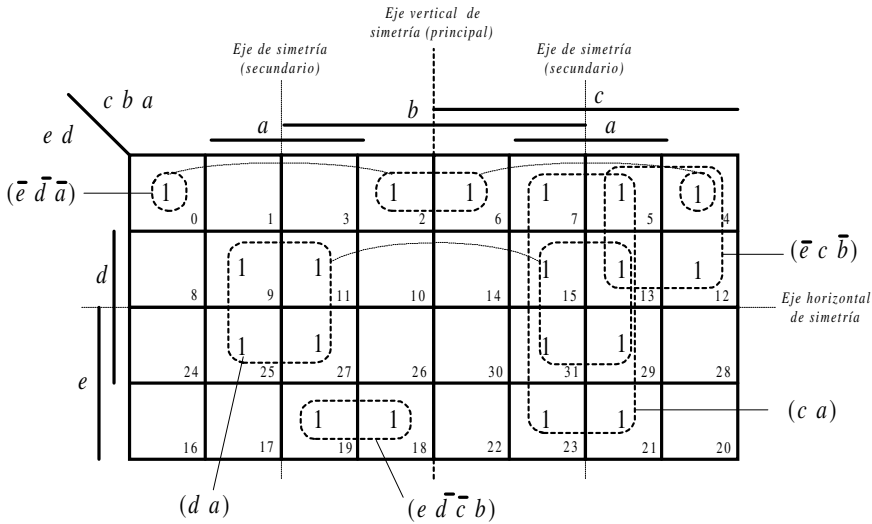 Eje vertical de
simetría (principal)
Eje de simetría
(secundario)
Eje de simetría
(secundario)
c b a
c
b
e d
a
a
(e̅ d̅ a̅)
1 1 1 1 1 1
0 1 3 2 6 7 5 4
(e̅ c b̅)
d
1 1 1 1 1
8 9 11 10 14 15 13 12
Eje horizontal
de simetría
e
1 1 1 1
24 25 27 26 30 31 29 28
1 1 1 1
16 17 19 18 22 23 21 20
(c a)
(d a)
(e d̅ c̅ b)